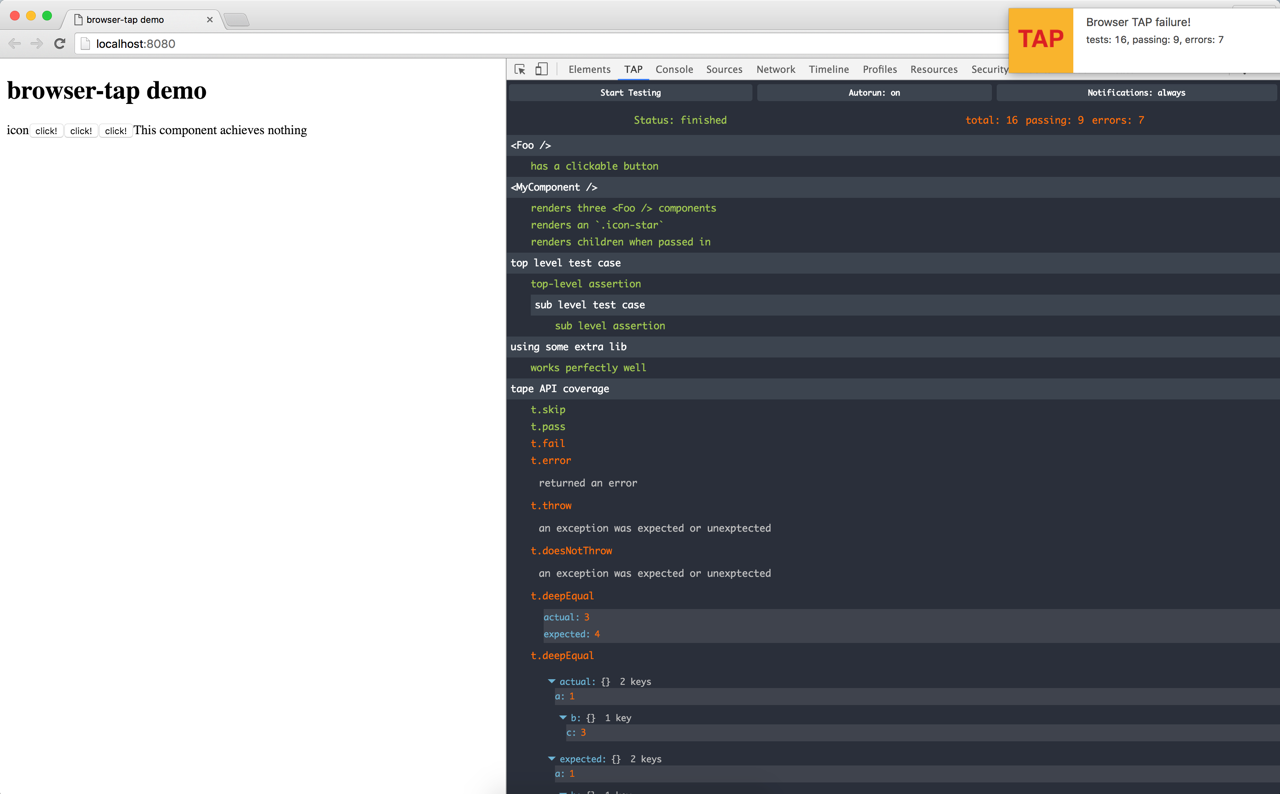 browser-tap demo
localhost:8080
TAP
Browser TAP failure!
tests: 16, passing: 9, errors: 7
browser-tap demo
icon click! click! click! This component achieves nothing
Elements TAP Console Sources Network Timeline Profiles Resources Security
Start Testing Autorun: on Notifications: always
Status: finished total: 16 passing: 9 errors: 7
<Foo />
has a clickable button
<MyComponent />
renders three <Foo /> components
renders an `.icon-star`
renders children when passed in
top level test case
top-level assertion
sub level test case
sub level assertion
using some extra lib
works perfectly well
tape API coverage
t.skip
t.pass
t.fail
t.error
returned an error
t.throw
an exception was expected or unexptected
t.doesNotThrow
an exception was expected or unexptected
t.deepEqual
actual: 3
expected: 4
t.deepEqual
actual: {} 2 keys
a: 1
b: {} 1 key
c: 3
expected: {} 2 keys
a: 1